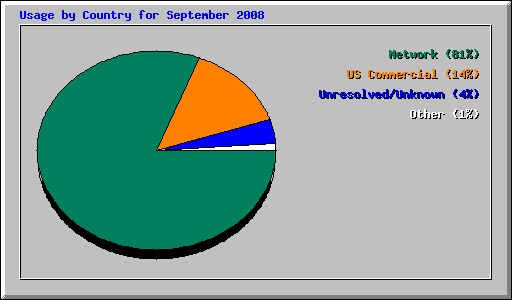 Usage by Country for September 2008
Network (81%)
US Commercial (14%)
Unresolved/Unknown (4%)
Other (1%)